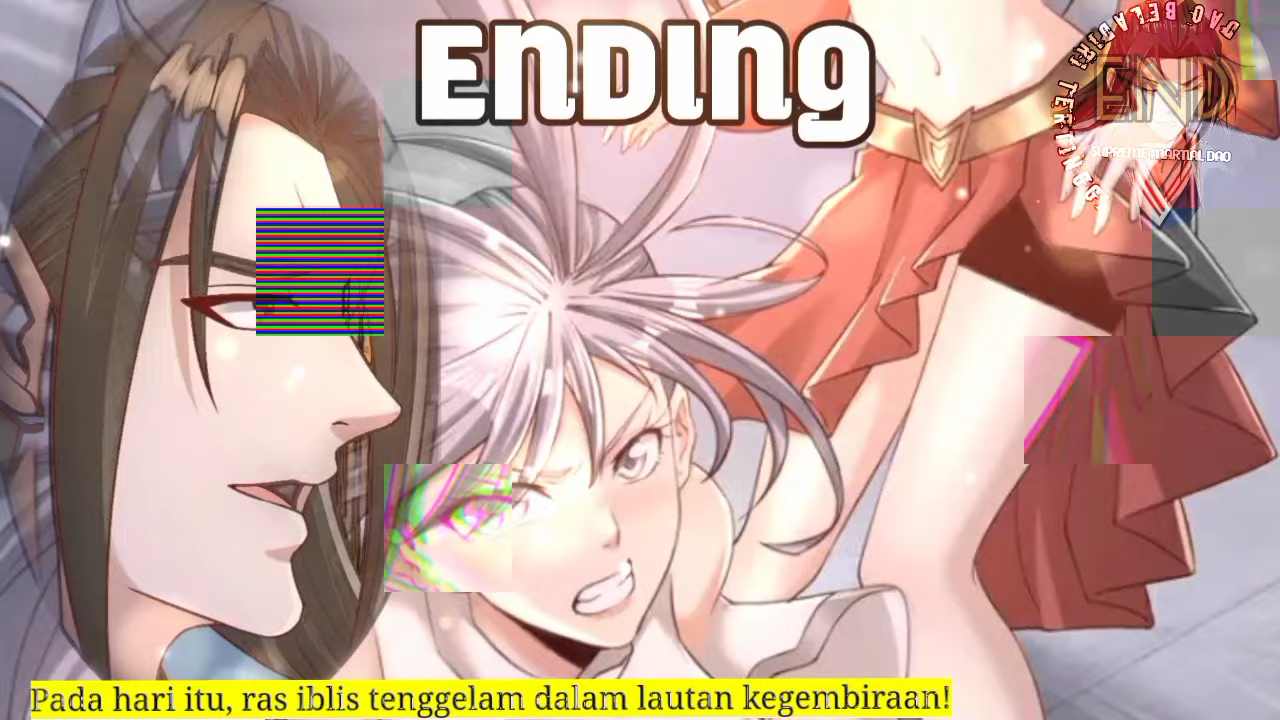 ENDING
DAO BELADIRI TERTINGGI
END
SUPREME MARTIAL DAO
Pada hari itu, ras iblis tenggelam dalam lautan kegembiraan!